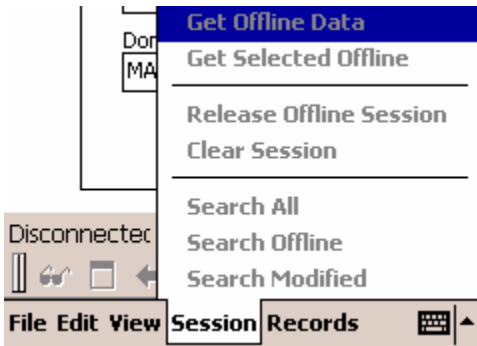 Get Offline Data
Dor
Get Selected Offline
MA
Release Offline Session
Clear Session
Search All
Disconnected
Search Offline
Search Modified
File Edit View Session Records